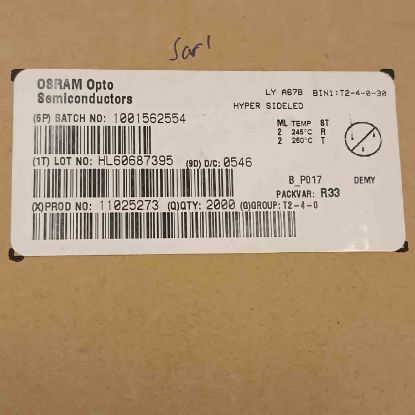 OSRAM Opto
Semiconductors
LY A67B BIN1:T2-4-0-30
HYPER SIDELED
(6P) BATCH NO: 1001562554
ML TEMP ST
2 245°C R
2 260°C T
(1T) LOT NO: HL60687395 (9D) D/C: 0546
B_P017 DEMY
PACKVAR: R33
(X)PROD NO: 11025273 (Q)QTY: 2000 (G)GROUP: T2-4-0